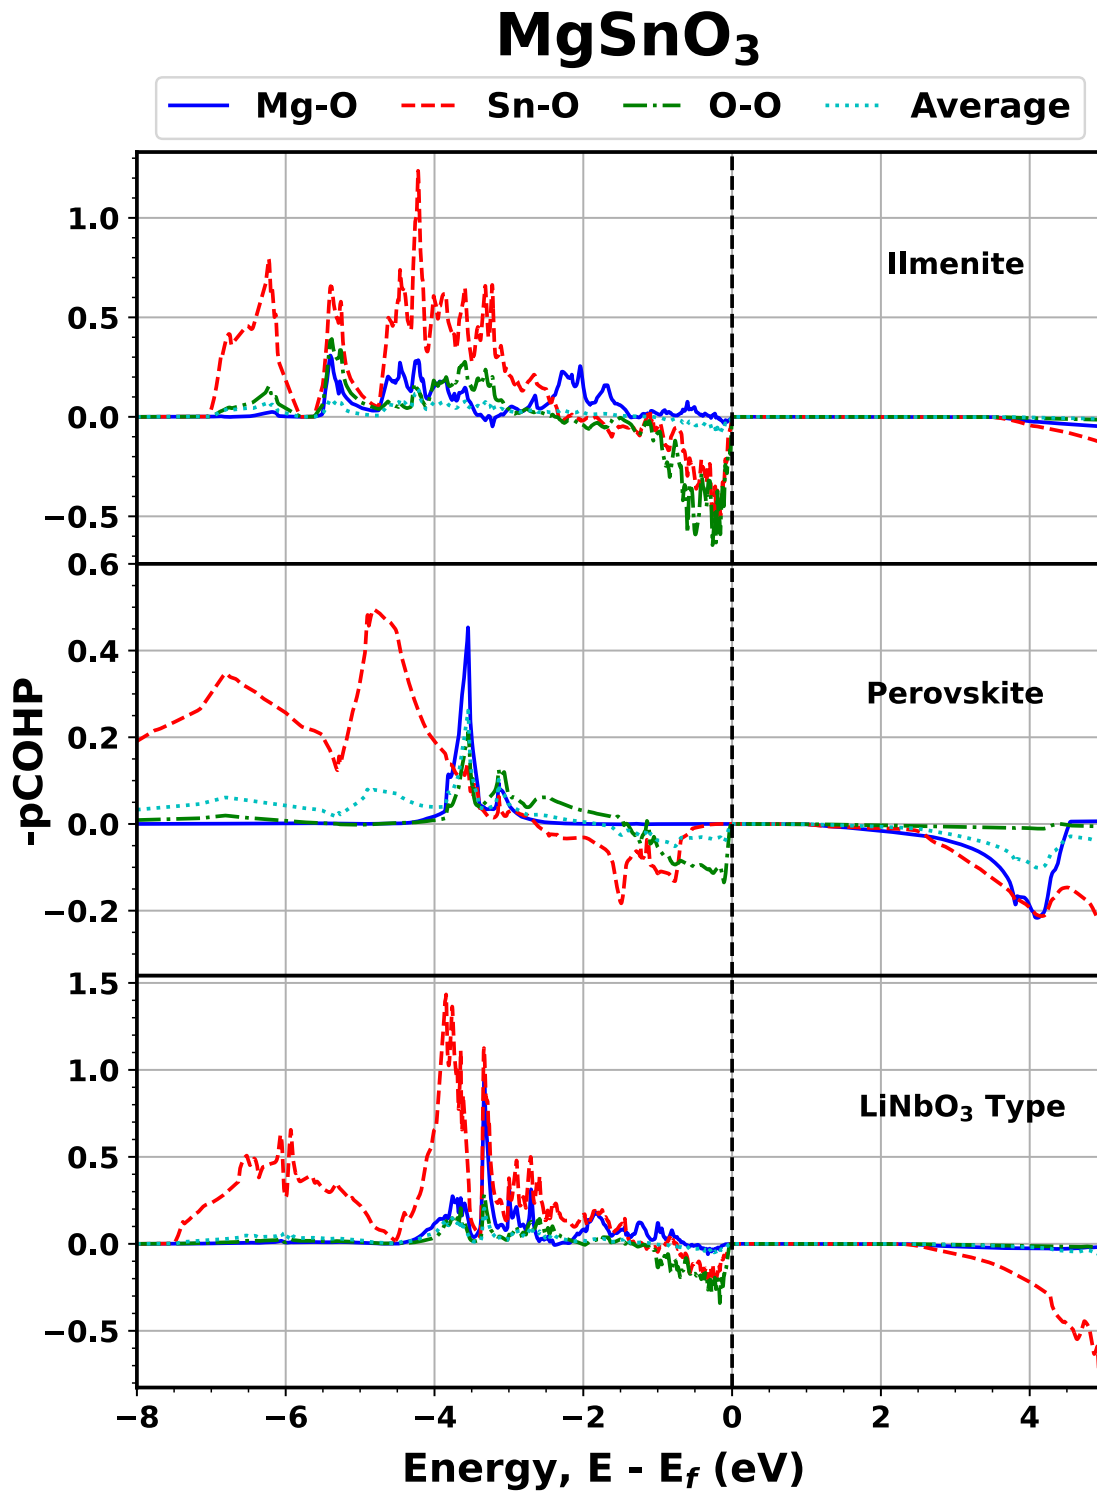 MgSnO₃
Mg-O Sn-O O-O Average
1.0
0.5
0.0
−0.5
Ilmenite
0.6
0.4
0.2
0.0
−0.2
Perovskite
-pCOHP
1.5
1.0
0.5
0.0
−0.5
LiNbO₃ Type
−8 −6 −4 −2 0 2 4
Energy, E - E_f (eV)